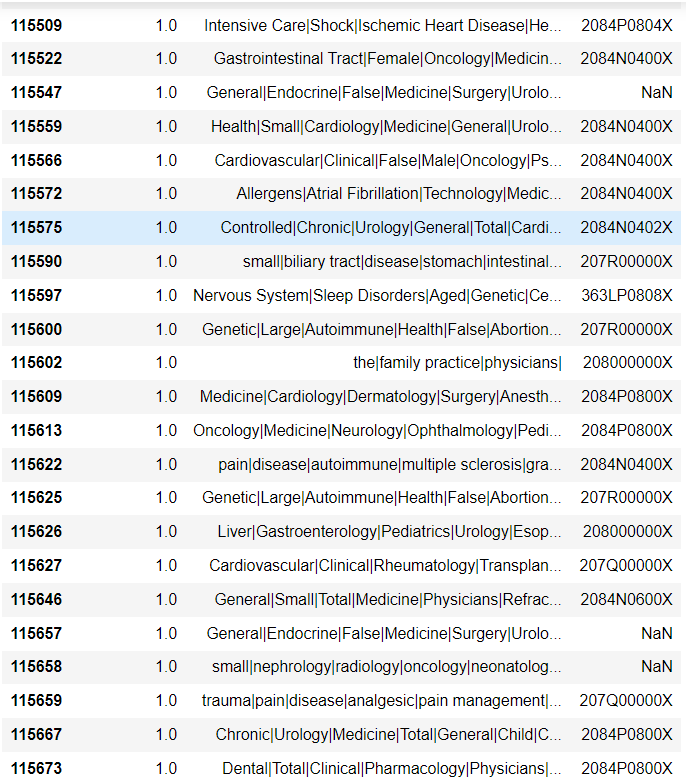 115509 1.0 Intensive Care|Shock|Ischemic Heart Disease|He... 2084P0804X
115522 1.0 Gastrointestinal Tract|Female|Oncology|Medicin... 2084N0400X
115547 1.0 General|Endocrine|False|Medicine|Surgery|Urolo... NaN
115559 1.0 Health|Small|Cardiology|Medicine|General|Urolo... 2084N0400X
115566 1.0 Cardiovascular|Clinical|False|Male|Oncology|Ps... 2084N0400X
115572 1.0 Allergens|Atrial Fibrillation|Technology|Medic... 2084N0400X
115575 1.0 Controlled|Chronic|Urology|General|Total|Cardi... 2084N0402X
115590 1.0 small|biliary tract|disease|stomach|intestinal... 207R00000X
115597 1.0 Nervous System|Sleep Disorders|Aged|Genetic|Ce... 363LP0808X
115600 1.0 Genetic|Large|Autoimmune|Health|False|Abortion... 207R00000X
115602 1.0 the|family practice|physicians| 208000000X
115609 1.0 Medicine|Cardiology|Dermatology|Surgery|Anesth... 2084P0800X
115613 1.0 Oncology|Medicine|Neurology|Ophthalmology|Pedi... 2084P0800X
115622 1.0 pain|disease|autoimmune|multiple sclerosis|gra... 2084N0400X
115625 1.0 Genetic|Large|Autoimmune|Health|False|Abortion... 207R00000X
115626 1.0 Liver|Gastroenterology|Pediatrics|Urology|Esop... 208000000X
115627 1.0 Cardiovascular|Clinical|Rheumatology|Transplan... 207Q00000X
115646 1.0 General|Small|Total|Medicine|Physicians|Refrac... 2084N0600X
115657 1.0 General|Endocrine|False|Medicine|Surgery|Urolo... NaN
115658 1.0 small|nephrology|radiology|oncology|neonatolog... NaN
115659 1.0 trauma|pain|disease|analgesic|pain management|... 207Q00000X
115667 1.0 Chronic|Urology|Medicine|Total|General|Child|C... 2084P0800X
115673 1.0 Dental|Total|Clinical|Pharmacology|Physicians|... 2084P0800X